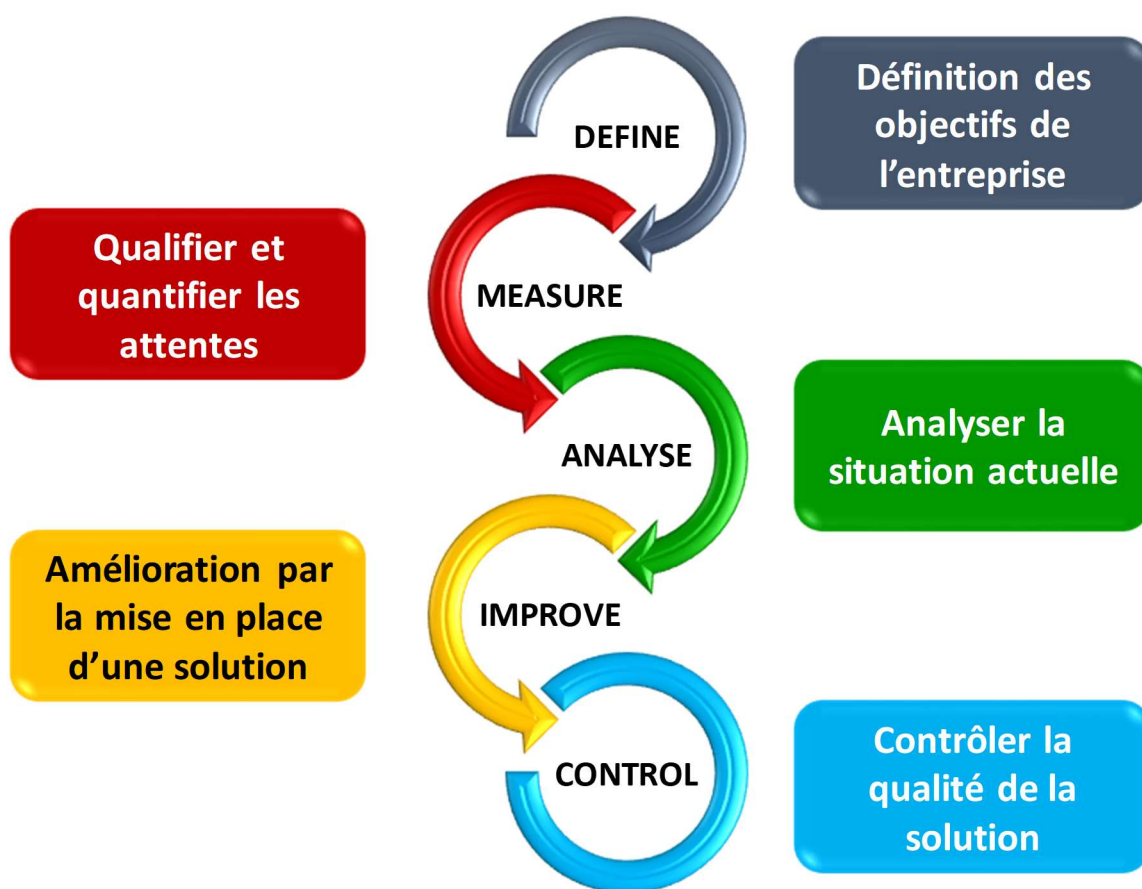 Définition des
objectifs de
l’entreprise
DEFINE
Qualifier et
quantifier les
attentes
MEASURE
Analyser la
situation actuelle
ANALYSE
Amélioration par
la mise en place
d’une solution
IMPROVE
Contrôler la
qualité de la
solution
CONTROL